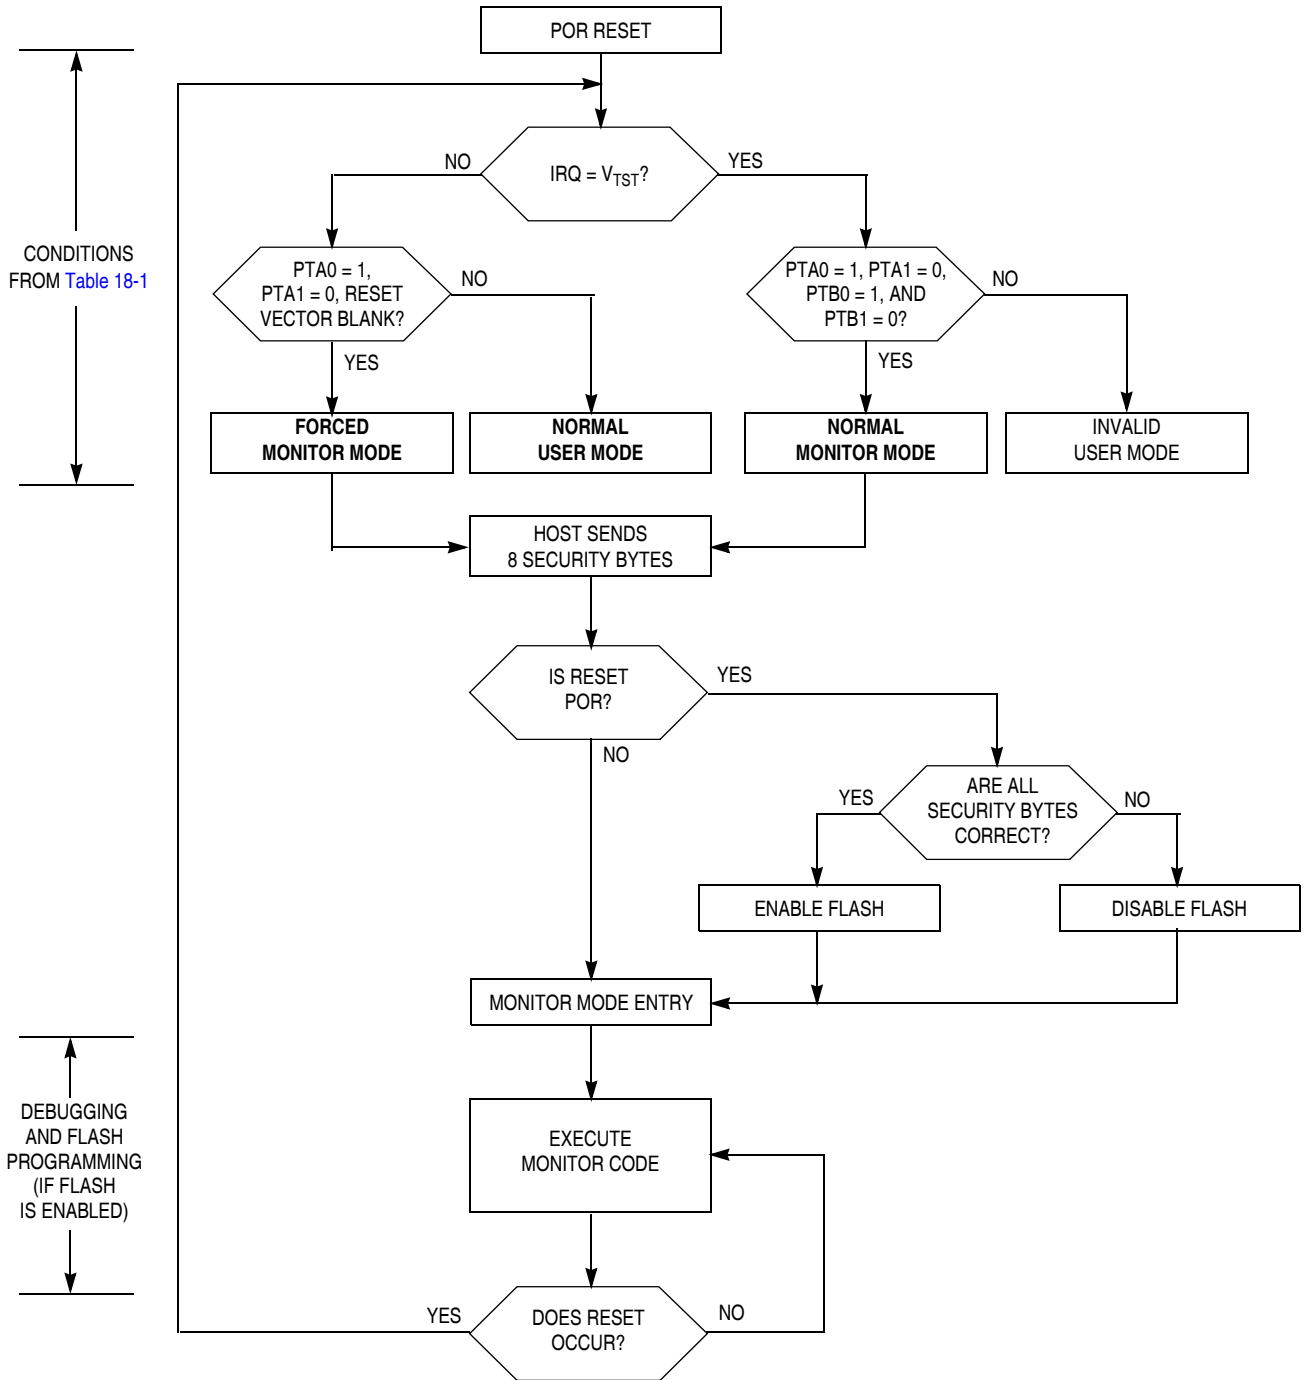 POR RESET
NO
IRQ = VTST?
YES
CONDITIONS
FROM Table 18-1
PTA0 = 1,
PTA1 = 0, RESET
VECTOR BLANK?
NO
YES
PTA0 = 1, PTA1 = 0,
PTB0 = 1, AND
PTB1 = 0?
NO
YES
FORCED
MONITOR MODE
NORMAL
USER MODE
NORMAL
MONITOR MODE
INVALID
USER MODE
HOST SENDS
8 SECURITY BYTES
IS RESET
POR?
YES
NO
YES
ARE ALL
SECURITY BYTES
CORRECT?
NO
ENABLE FLASH
DISABLE FLASH
MONITOR MODE ENTRY
DEBUGGING
AND FLASH
PROGRAMMING
(IF FLASH
IS ENABLED)
EXECUTE
MONITOR CODE
YES
DOES RESET
OCCUR?
NO